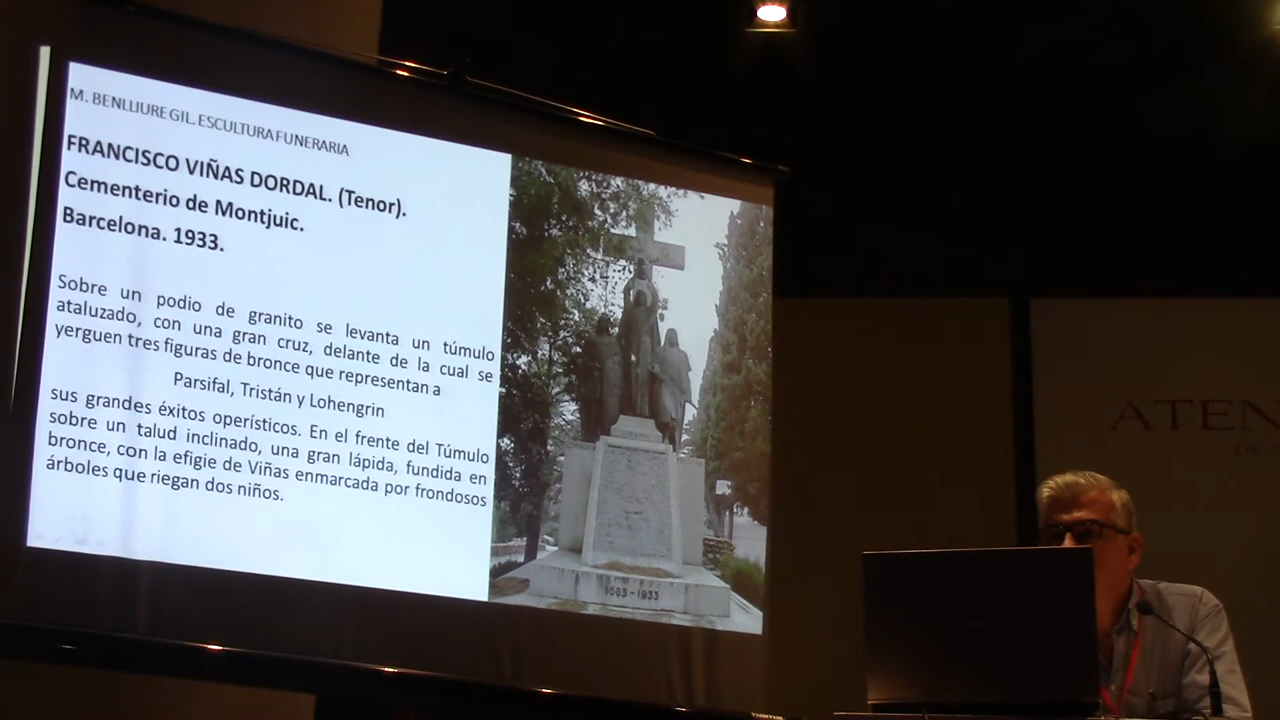 M. BENLLIURE GIL. ESCULTURA FUNERARIA
FRANCISCO VIÑAS DORDAL. (Tenor).
Cementerio de Montjuic.
Barcelona. 1933.
Sobre un podio de granito se levanta un túmulo
ataluzado, con una gran cruz, delante de la cual se
yerguen tres figuras de bronce que representan a
Parsifal, Tristán y Lohengrin
sus grandes éxitos operísticos. En el frente del Túmulo
sobre un talud inclinado, una gran lápida, fundida en
bronce, con la efigie de Viñas enmarcada por frondosos
árboles que riegan dos niños.
1863-1933
ATEN